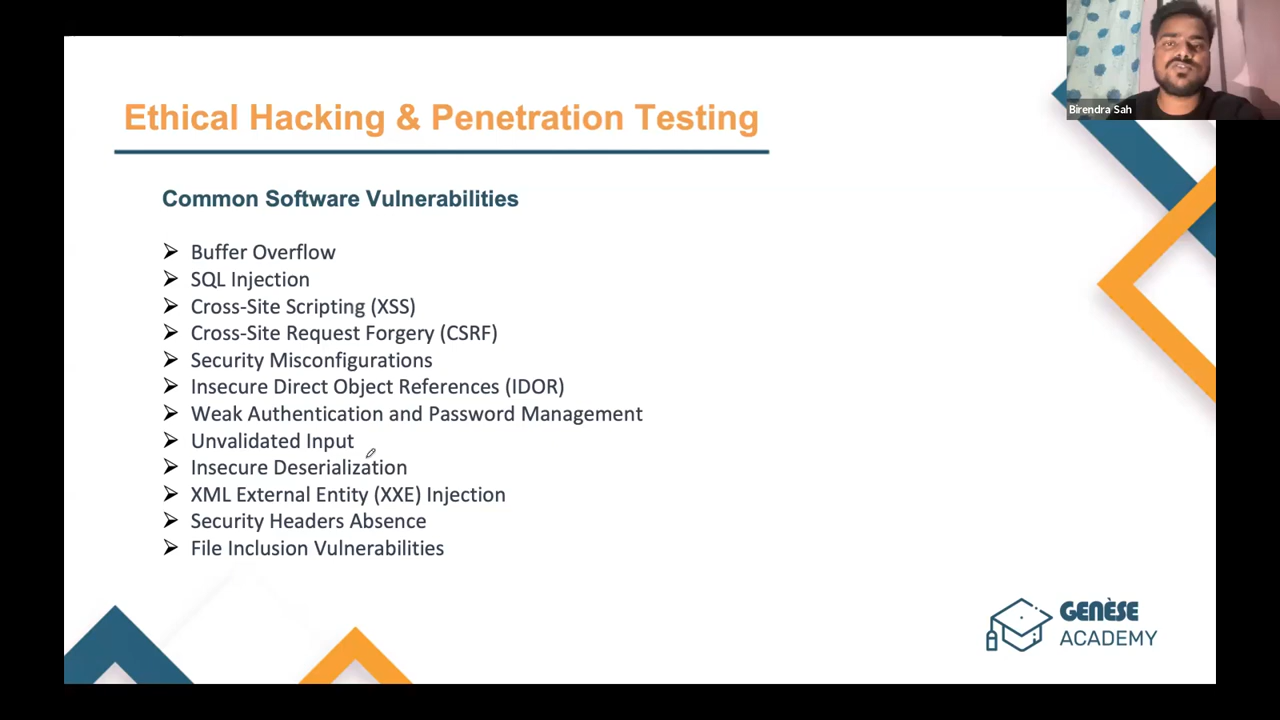 Birendra Sah
Ethical Hacking & Penetration Testing
Common Software Vulnerabilities
Buffer Overflow
SQL Injection
Cross-Site Scripting (XSS)
Cross-Site Request Forgery (CSRF)
Security Misconfigurations
Insecure Direct Object References (IDOR)
Weak Authentication and Password Management
Unvalidated Input
Insecure Deserialization
XML External Entity (XXE) Injection
Security Headers Absence
File Inclusion Vulnerabilities
GENÈSE
ACADEMY